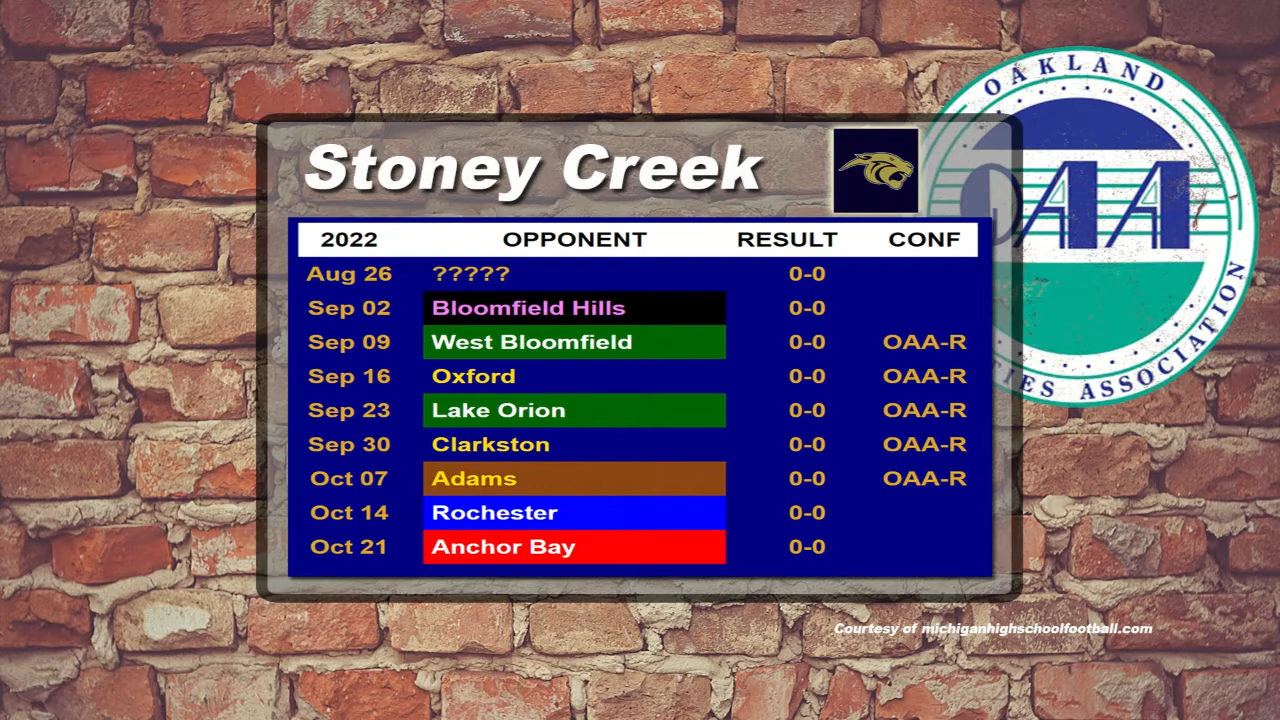 Stoney Creek
2022 OPPONENT RESULT CONF
Aug 26 ????? 0-0
Sep 02 Bloomfield Hills 0-0
Sep 09 West Bloomfield 0-0 OAA-R
Sep 16 Oxford 0-0 OAA-R
Sep 23 Lake Orion 0-0 OAA-R
Sep 30 Clarkston 0-0 OAA-R
Oct 07 Adams 0-0 OAA-R
Oct 14 Rochester 0-0
Oct 21 Anchor Bay 0-0
OAKLAND
OAA
ASSOCIATION
Courtesy of michiganhighschoolfootball.com